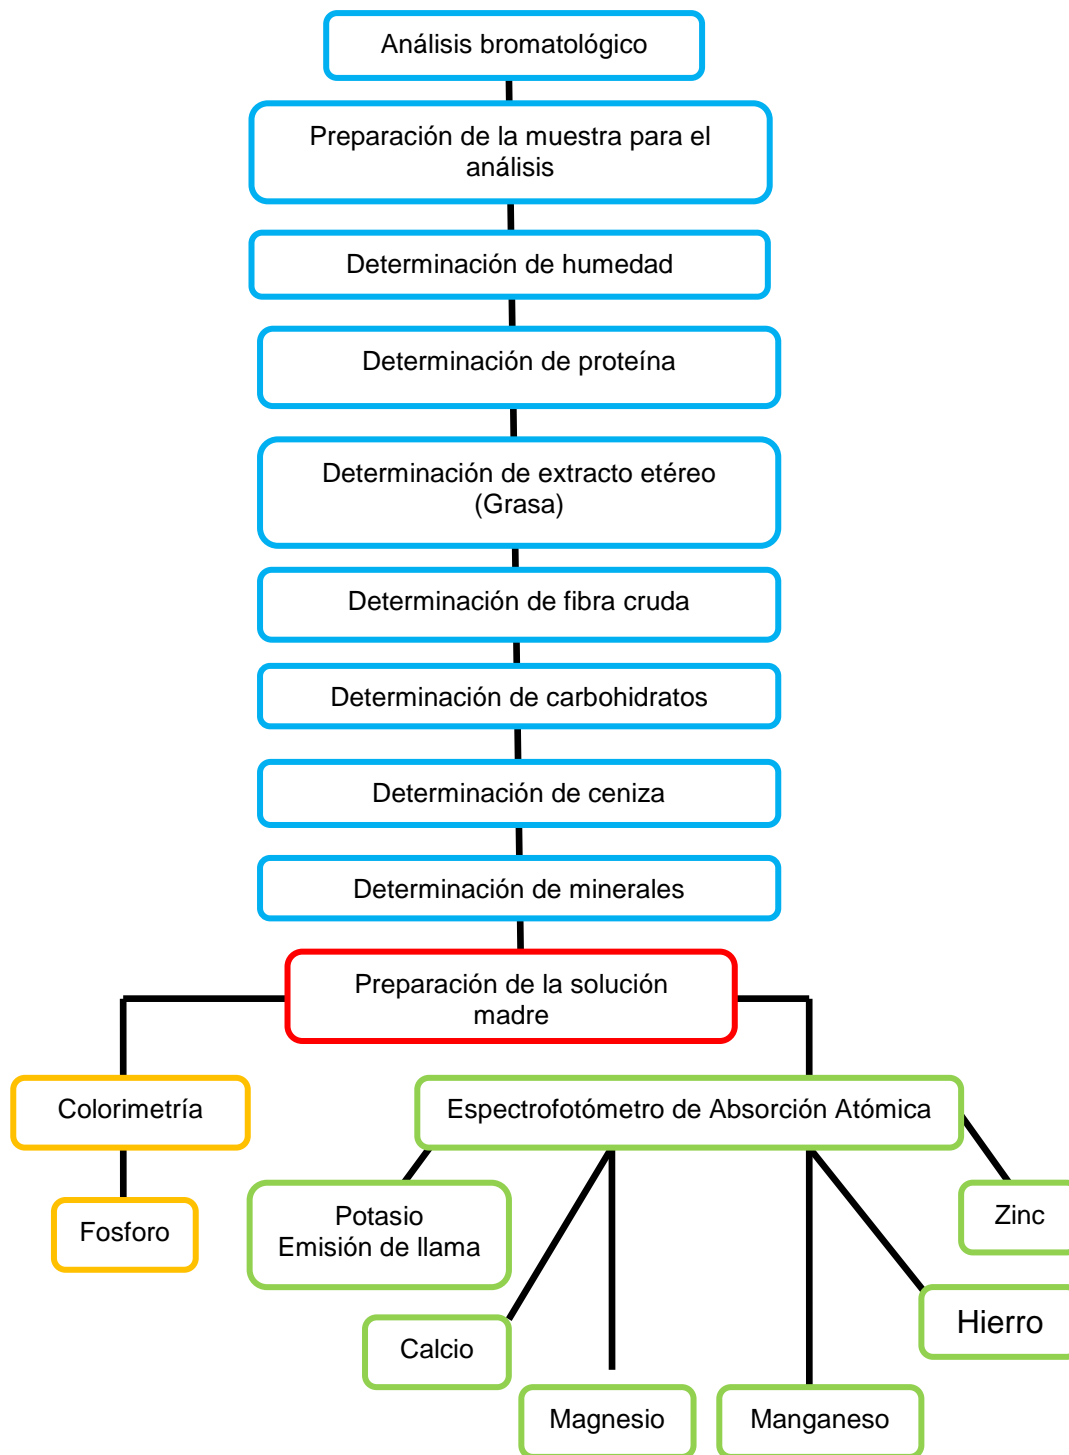 Análisis bromatológico
Preparación de la muestra para el
análisis
Determinación de humedad
Determinación de proteína
Determinación de extracto etéreo
(Grasa)
Determinación de fibra cruda
Determinación de carbohidratos
Determinación de ceniza
Determinación de minerales
Preparación de la solución
madre
Colorimetría
Espectrofotómetro de Absorción Atómica
Fosforo
Potasio
Emisión de llama
Zinc
Calcio
Hierro
Magnesio
Manganeso